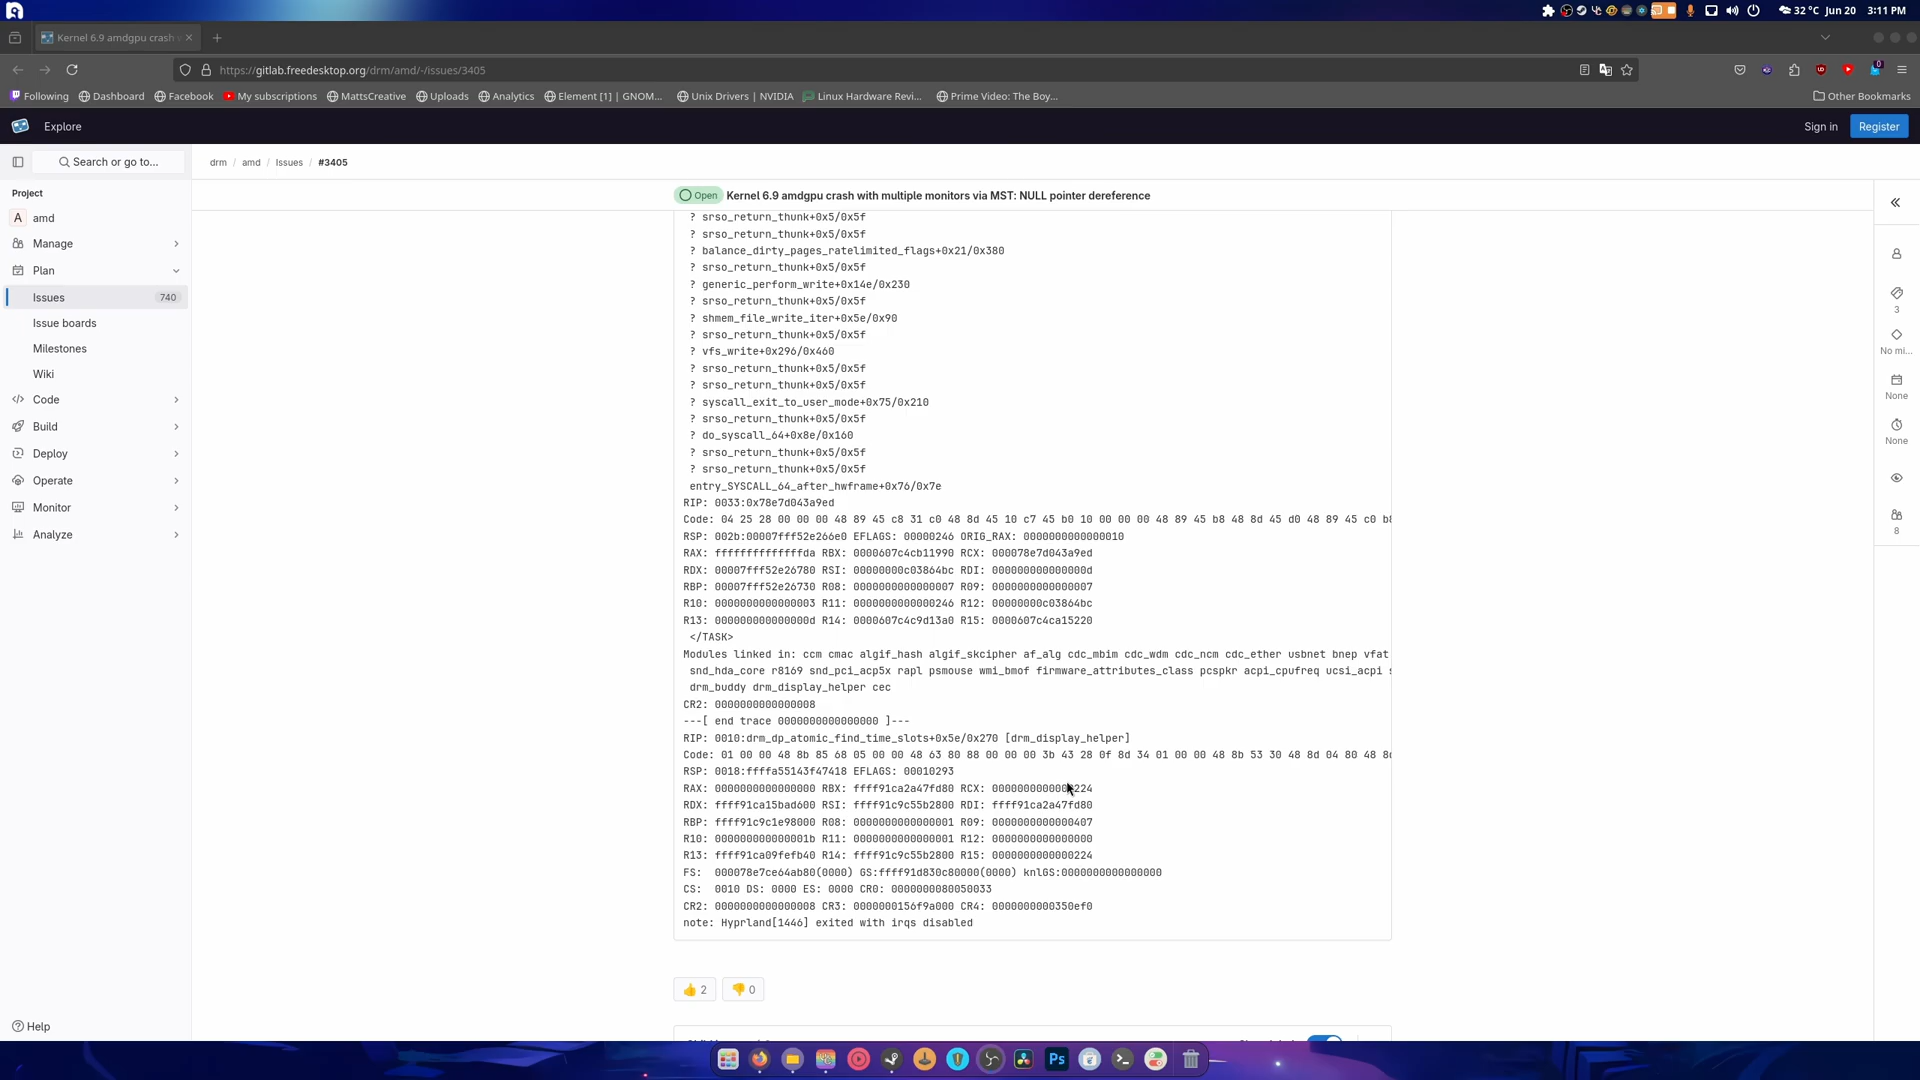 32 °C Jun 20 3:11 PM
Kernel 6.9 amdgpu crash
https://gitlab.freedesktop.org/drm/amd/-/issues/3405
0
Following Dashboard Facebook My subscriptions MattsCreative Uploads Analytics Element [1] | GNOM... Unix Drivers | NVIDIA Linux Hardware Revi... Prime Video: The Boy... Other Bookmarks
Explore Sign in Register
Search or go to... drm / amd / Issues / #3405
Project
A amd
Manage
Plan
Issues 740
Issue boards
Milestones
Wiki
Code
Build
Deploy
Operate
Monitor
Analyze
Help
Open Kernel 6.9 amdgpu crash with multiple monitors via MST: NULL pointer dereference
? srso_return_thunk+0x5/0x5f
? srso_return_thunk+0x5/0x5f
? balance_dirty_pages_ratelimited_flags+0x21/0x380
? srso_return_thunk+0x5/0x5f
? generic_perform_write+0x14e/0x230
? srso_return_thunk+0x5/0x5f
? shmem_file_write_iter+0x5e/0x90
? srso_return_thunk+0x5/0x5f
? vfs_write+0x296/0x460
? srso_return_thunk+0x5/0x5f
? srso_return_thunk+0x5/0x5f
? syscall_exit_to_user_mode+0x75/0x210
? srso_return_thunk+0x5/0x5f
? do_syscall_64+0x8e/0x160
? srso_return_thunk+0x5/0x5f
? srso_return_thunk+0x5/0x5f
entry_SYSCALL_64_after_hwframe+0x76/0x7e
RIP: 0033:0x78e7d043a9ed
Code: 04 25 28 00 00 00 48 89 45 c8 31 c0 48 8d 45 10 c7 45 b0 10 00 00 00 48 89 45 b8 48 8d 45 d0 48 89 45 c0 b8
RSP: 002b:00007fff52e266e0 EFLAGS: 00000246 ORIG_RAX: 0000000000000010
RAX: ffffffffffffffda RBX: 0000607c4cb11990 RCX: 000078e7d043a9ed
RDX: 00007fff52e26780 RSI: 00000000c03864bc RDI: 000000000000000d
RBP: 00007fff52e26730 R08: 0000000000000007 R09: 0000000000000007
R10: 0000000000000003 R11: 0000000000000246 R12: 00000000c03864bc
R13: 000000000000000d R14: 0000607c4c9d13a0 R15: 0000607c4ca15220
</TASK>
Modules linked in: ccm cmac algif_hash algif_skcipher af_alg cdc_mbim cdc_wdm cdc_ncm cdc_ether usbnet bnep vfat
snd_hda_core r8169 snd_pci_acp5x rapl psmouse wmi_bmof firmware_attributes_class pcspkr acpi_cpufreq ucsi_acpi s
drm_buddy drm_display_helper cec
CR2: 0000000000000008
---[ end trace 0000000000000000 ]---
RIP: 0010:drm_dp_atomic_find_time_slots+0x5e/0x270 [drm_display_helper]
Code: 01 00 00 48 8b 85 68 05 00 00 48 63 80 88 00 00 00 3b 43 28 0f 8d 34 01 00 00 48 8b 53 30 48 8d 04 80 48 8d
RSP: 0018:ffffa55143f47418 EFLAGS: 00010293
RAX: 0000000000000000 RBX: ffff91ca2a47fd80 RCX: 0000000000000224
RDX: ffff91ca15bad600 RSI: ffff91c9c55b2800 RDI: ffff91ca2a47fd80
RBP: ffff91c9c1e98000 R08: 0000000000000001 R09: 0000000000000407
R10: 000000000000001b R11: 0000000000000001 R12: 0000000000000000
R13: ffff91ca09fefb40 R14: ffff91c9c55b2800 R15: 0000000000000224
FS: 000078e7ce64ab80(0000) GS:ffff91d830c80000(0000) knlGS:0000000000000000
CS: 0010 DS: 0000 ES: 0000 CR0: 0000000080050033
CR2: 0000000000000008 CR3: 0000000156f9a000 CR4: 0000000000350ef0
note: Hyprland[1446] exited with irqs disabled
2 0
3
No mi...
None
None
8
Ps